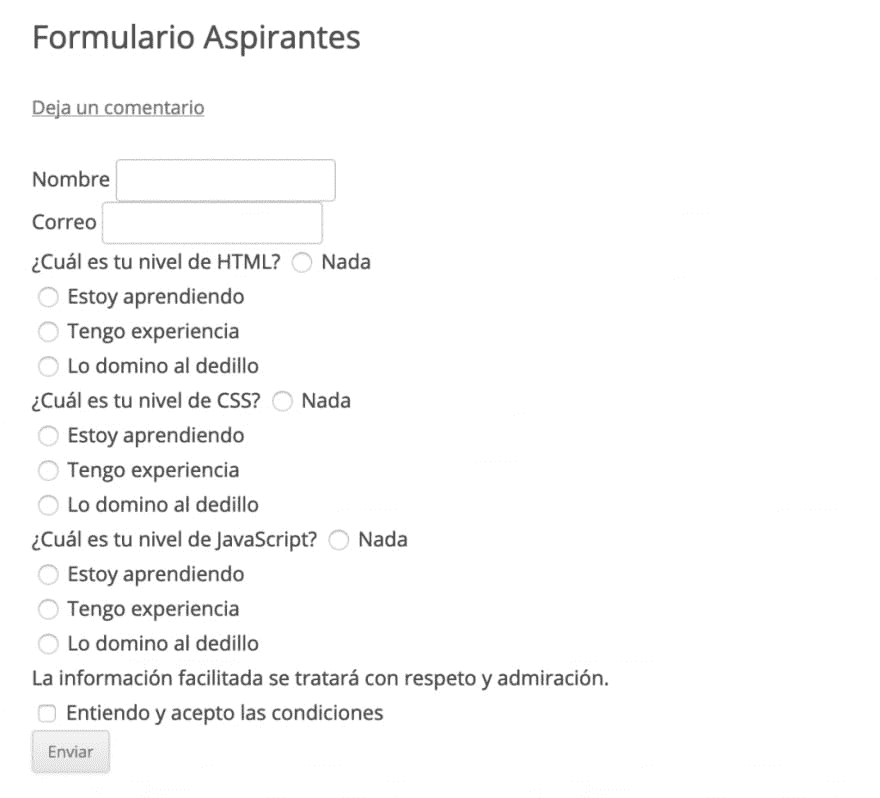 Formulario Aspirantes
Deja un comentario
Nombre
Correo
¿Cuál es tu nivel de HTML? Nada
Estoy aprendiendo
Tengo experiencia
Lo domino al dedillo
¿Cuál es tu nivel de CSS? Nada
Estoy aprendiendo
Tengo experiencia
Lo domino al dedillo
¿Cuál es tu nivel de JavaScript? Nada
Estoy aprendiendo
Tengo experiencia
Lo domino al dedillo
La información facilitada se tratará con respeto y admiración.
Entiendo y acepto las condiciones
Enviar